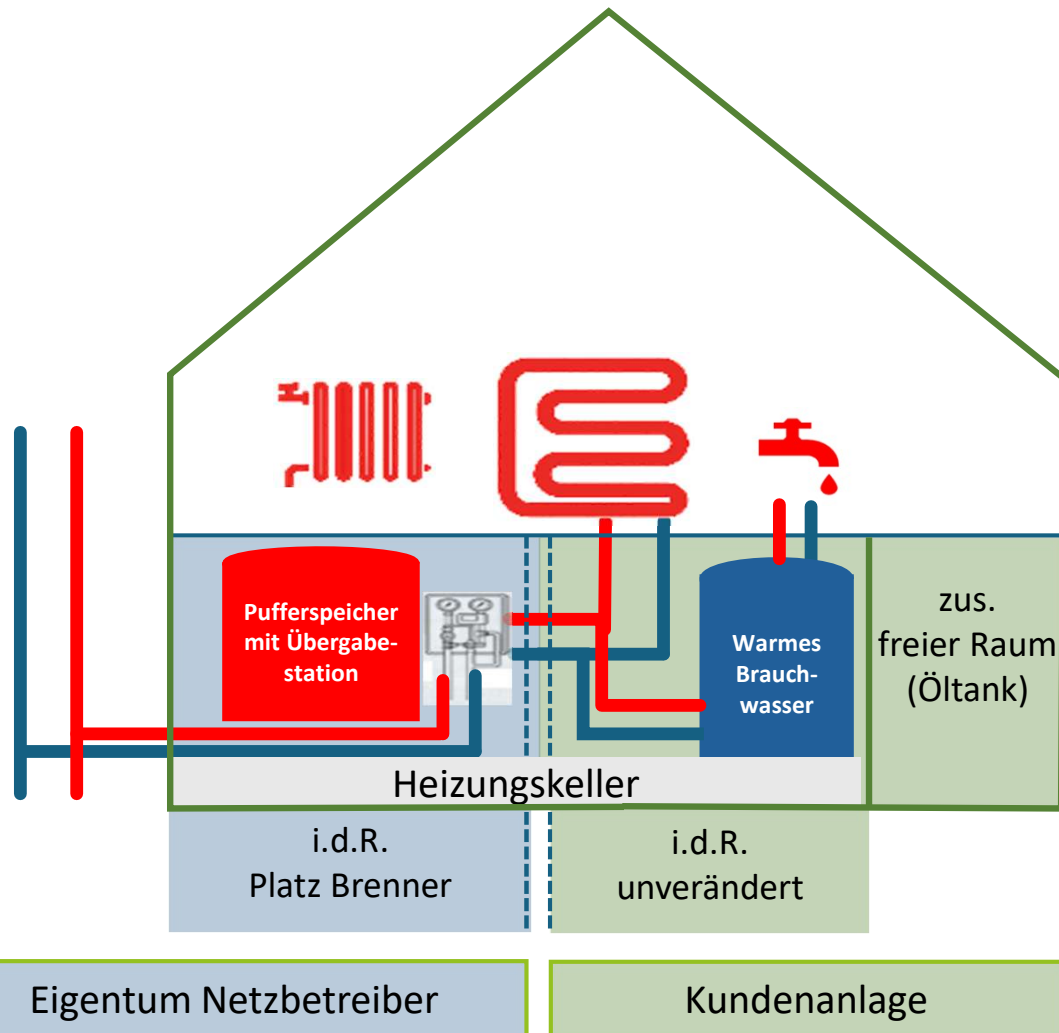 Pufferspeicher
mit Übergabe-
station
Warmes
Brauch-
wasser
zus.
freier Raum
(Öltank)
Heizungskeller
i.d.R.
Platz Brenner
i.d.R.
unverändert
Eigentum Netzbetreiber
Kundenanlage